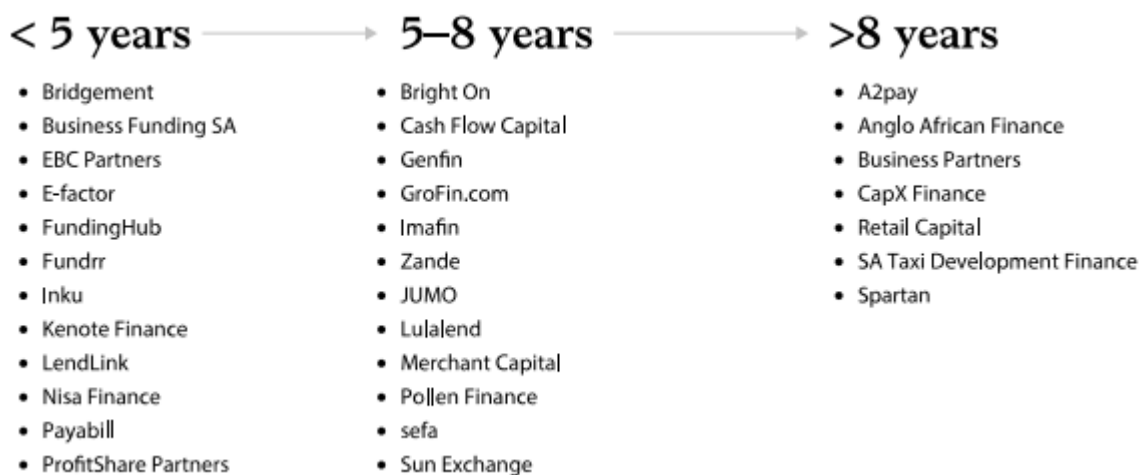 < 5 years
• Bridgement
• Business Funding SA
• EBC Partners
• E-factor
• FundingHub
• Fundrr
• Inku
• Kenote Finance
• LendLink
• Nisa Finance
• Payabill
• ProfitShare Partners
5–8 years
• Bright On
• Cash Flow Capital
• Genfin
• GroFin.com
• Imafin
• Zande
• JUMO
• Lulalend
• Merchant Capital
• Pollen Finance
• sefa
• Sun Exchange
>8 years
• A2pay
• Anglo African Finance
• Business Partners
• CapX Finance
• Retail Capital
• SA Taxi Development Finance
• Spartan